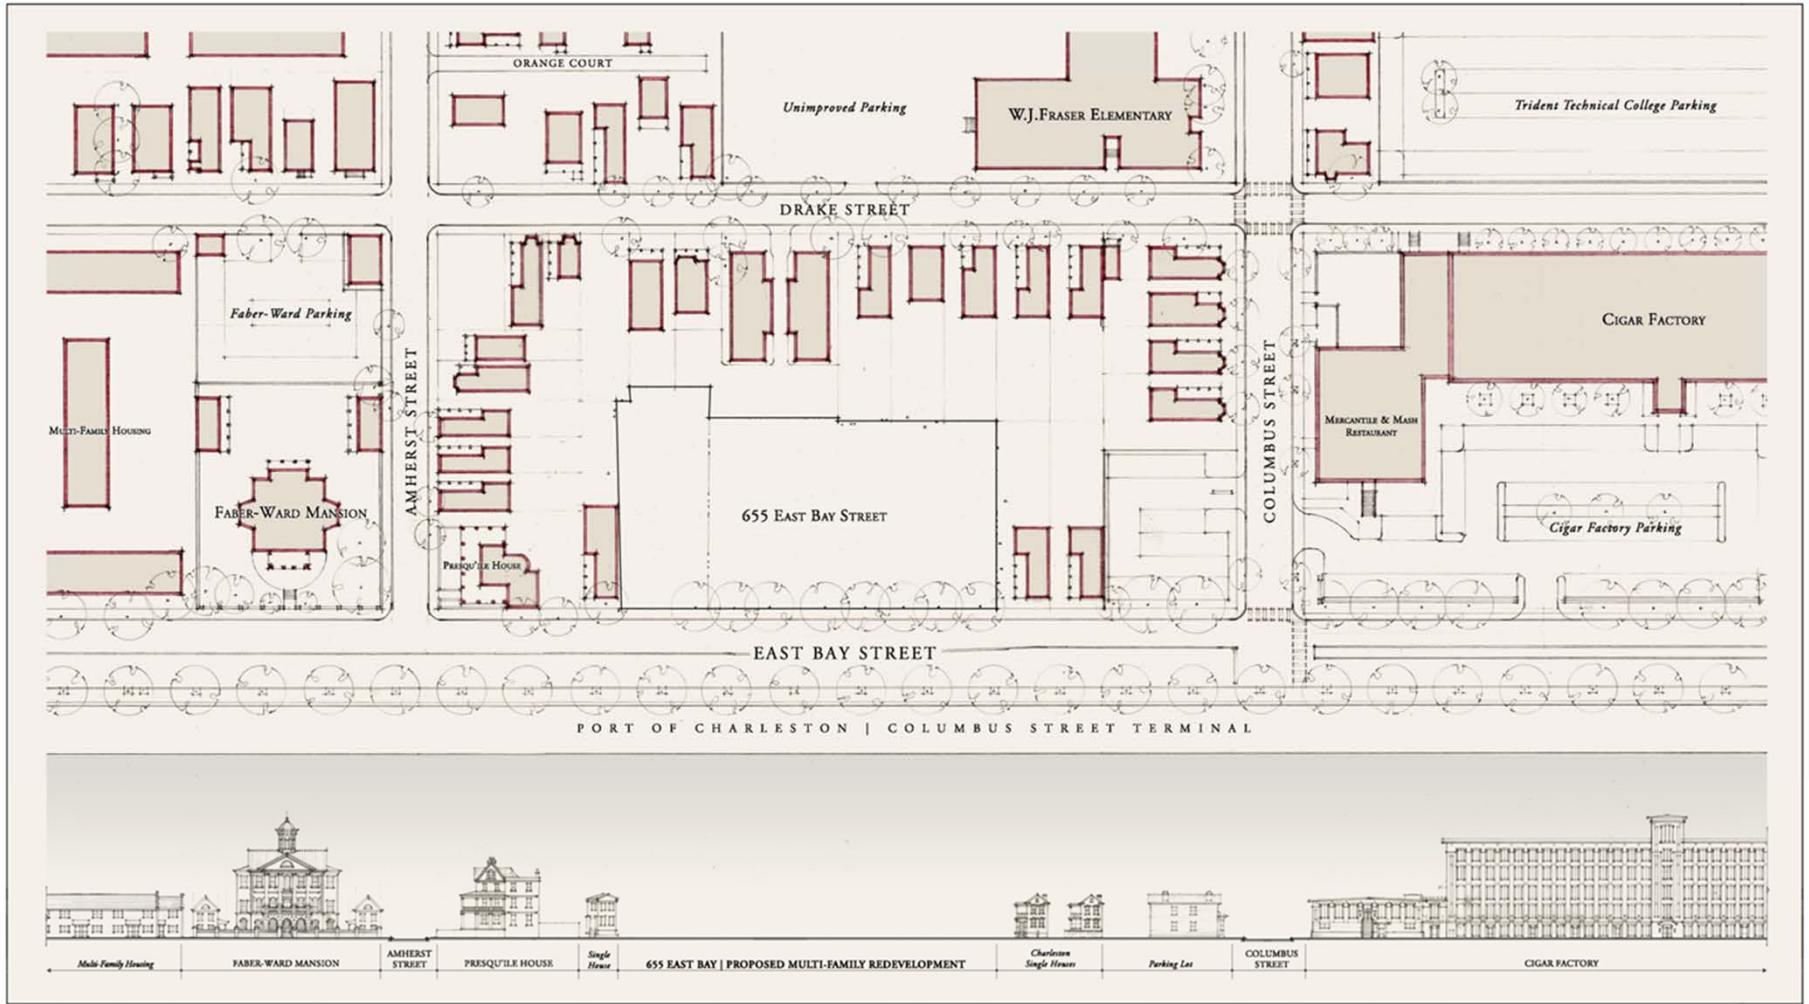 ORANGE COURT
Unimproved Parking
W.J.FRASER ELEMENTARY
Trident Technical College Parking
DRAKE STREET
Faber-Ward Parking
CIGAR FACTORY
AMHERST STREET
COLUMBUS STREET
MULTI-FAMILY HOUSING
MERCANTILE & MASH
RESTAURANT
FABER-WARD MANSION
655 EAST BAY STREET
Cigar Factory Parking
PRESQU'ILE HOUSE
EAST BAY STREET
PORT OF CHARLESTON | COLUMBUS STREET TERMINAL
Multi-Family Housing
FABER-WARD MANSION
AMHERST
STREET
PRESQU'ILE HOUSE
Single
House
655 EAST BAY | PROPOSED MULTI-FAMILY REDEVELOPMENT
Charleston
Single Houses
Parking Lot
COLUMBUS
STREET
CIGAR FACTORY